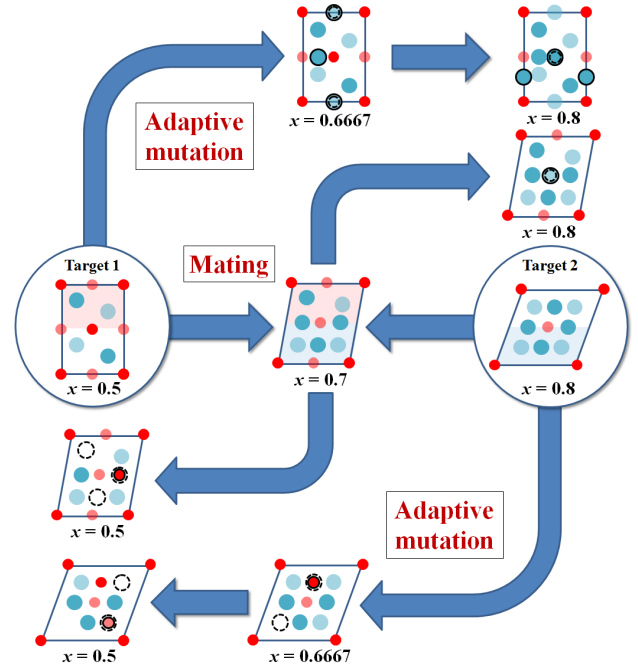 x = 0.6667
x = 0.8
Adaptive
mutation
x = 0.8
Target 1
Mating
Target 2
x = 0.5
x = 0.7
x = 0.8
x = 0.5
Adaptive
mutation
x = 0.5
x = 0.6667